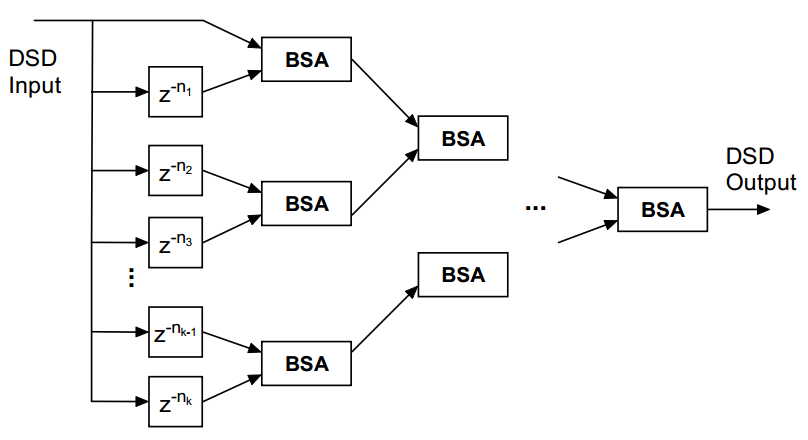 DSD
Input
BSA
z-n1
BSA
z-n2
BSA
z-n3
⋮
z-nk-1
BSA
z-nk
BSA
...
BSA
DSD
Output